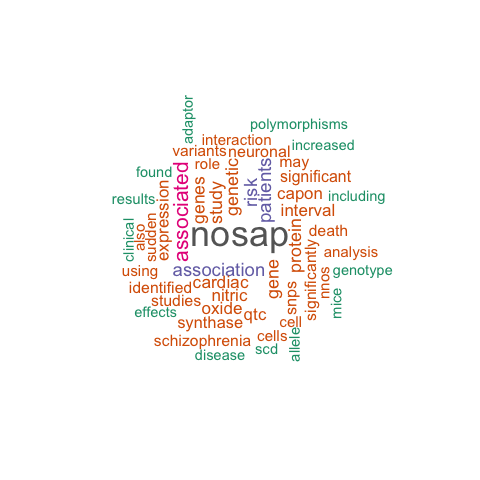 adaptor
polymorphisms
interaction
increased
variants
neuronal
found
role
genetic
risk
patients
may
significant
associated
results
expression
genes
study
capon
including
interval
nosap
clinical
also
sudden
protein
death
significantly
analysis
using
association
gene
nnos
genotype
identified
cardiac
nitric
snps
mice
studies
oxide
effects
synthase
qtc
cell
allele
schizophrenia
cells
disease
scd